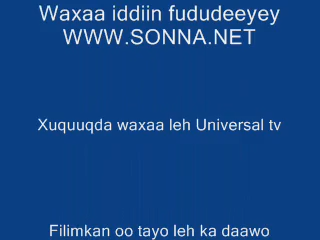 Waxaa iddiin fududeeyey
WWW.SONNA.NET
Xuquuqda waxaa leh Universal tv
Filimkan oo tayo leh ka daawo